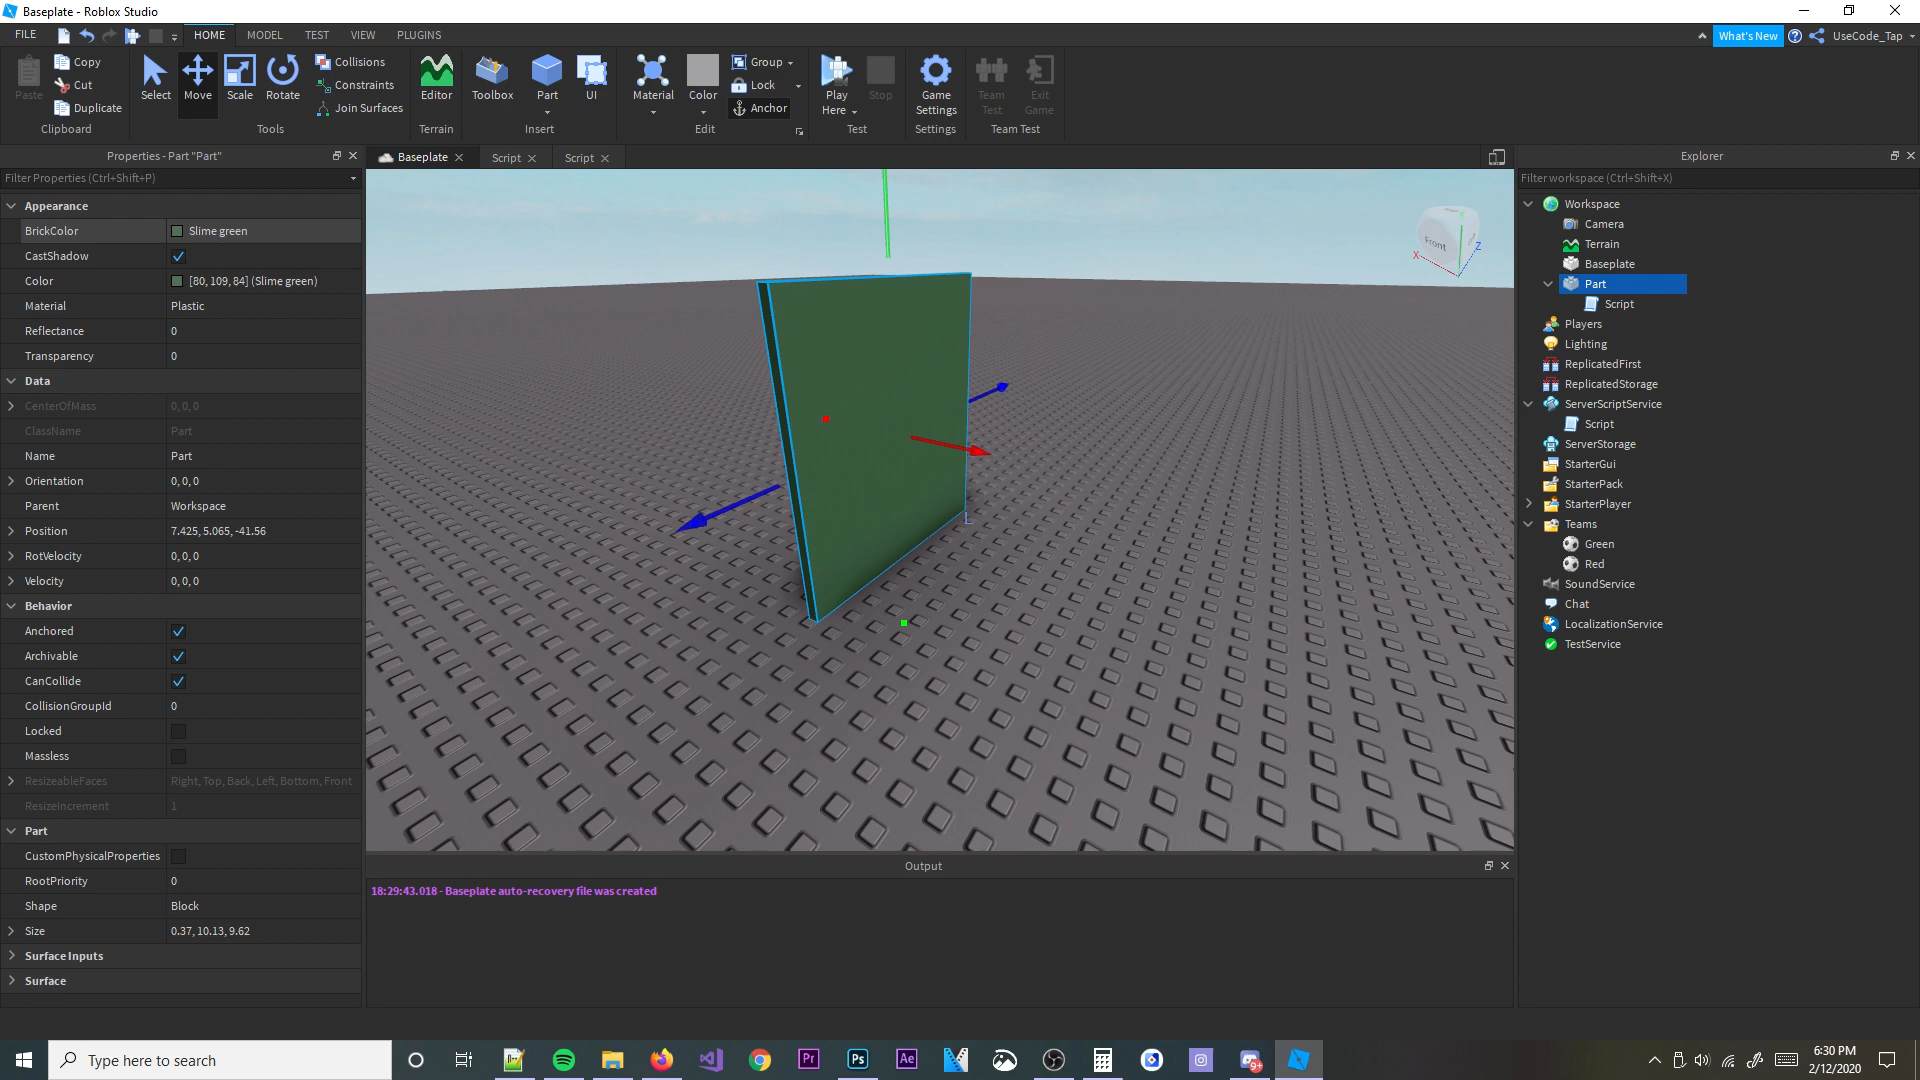 Baseplate - Roblox Studio
FILE HOME MODEL TEST VIEW PLUGINS What's New UseCode_Tap
Paste Copy Cut Duplicate Clipboard
Select Move Scale Rotate Collisions Constraints Join Surfaces Tools
Editor Terrain
Toolbox Part UI Insert
Material Color Group Lock Anchor Edit
Play Here Stop Test
Game Settings Settings
Team Test Exit Game Team Test
Properties - Part "Part"
Filter Properties (Ctrl+Shift+P)
Appearance
BrickColor Slime green
CastShadow
Color [80, 109, 84] (Slime green)
Material Plastic
Reflectance 0
Transparency 0
Data
CenterOfMass 0, 0, 0
ClassName Part
Name Part
Orientation 0, 0, 0
Parent Workspace
Position 7.425, 5.065, -41.56
RotVelocity 0, 0, 0
Velocity 0, 0, 0
Behavior
Anchored
Archivable
CanCollide
CollisionGroupId 0
Locked
Massless
ResizeableFaces Right, Top, Back, Left, Bottom, Front
ResizeIncrement 1
Part
CustomPhysicalProperties
RootPriority 0
Shape Block
Size 0.37, 10.13, 9.62
Surface Inputs
Surface
Baseplate Script Script
Front
X Z
L
Output
18:29:43.018 - Baseplate auto-recovery file was created
Explorer
Filter workspace (Ctrl+Shift+X)
Workspace
Camera
Terrain
Baseplate
Part
Script
Players
Lighting
ReplicatedFirst
ReplicatedStorage
ServerScriptService
Script
ServerStorage
StarterGui
StarterPack
StarterPlayer
Teams
Green
Red
SoundService
Chat
LocalizationService
TestService
Type here to search
Pr Ps Ae
9+
6:30 PM
2/12/2020